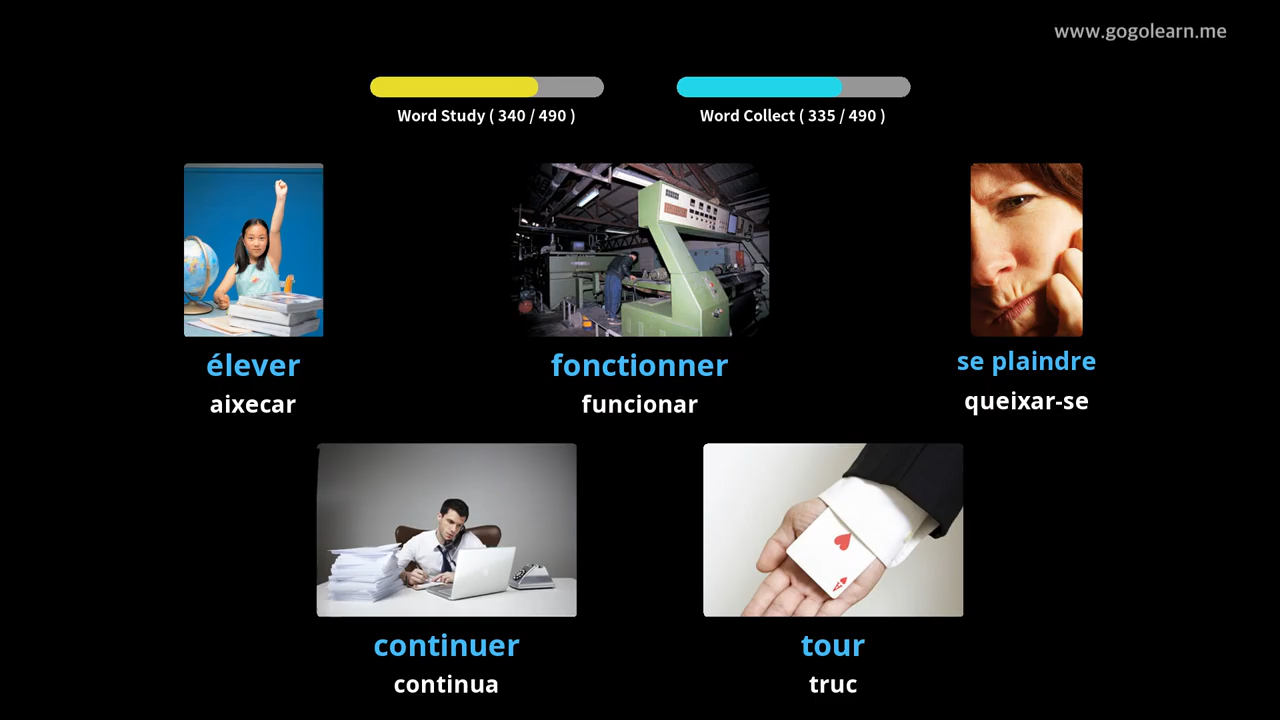 www.gogolearn.me
Word Study ( 340 / 490 )
Word Collect ( 335 / 490 )
élever
aixecar
fonctionner
funcionar
se plaindre
queixar-se
continuer
continua
tour
truc